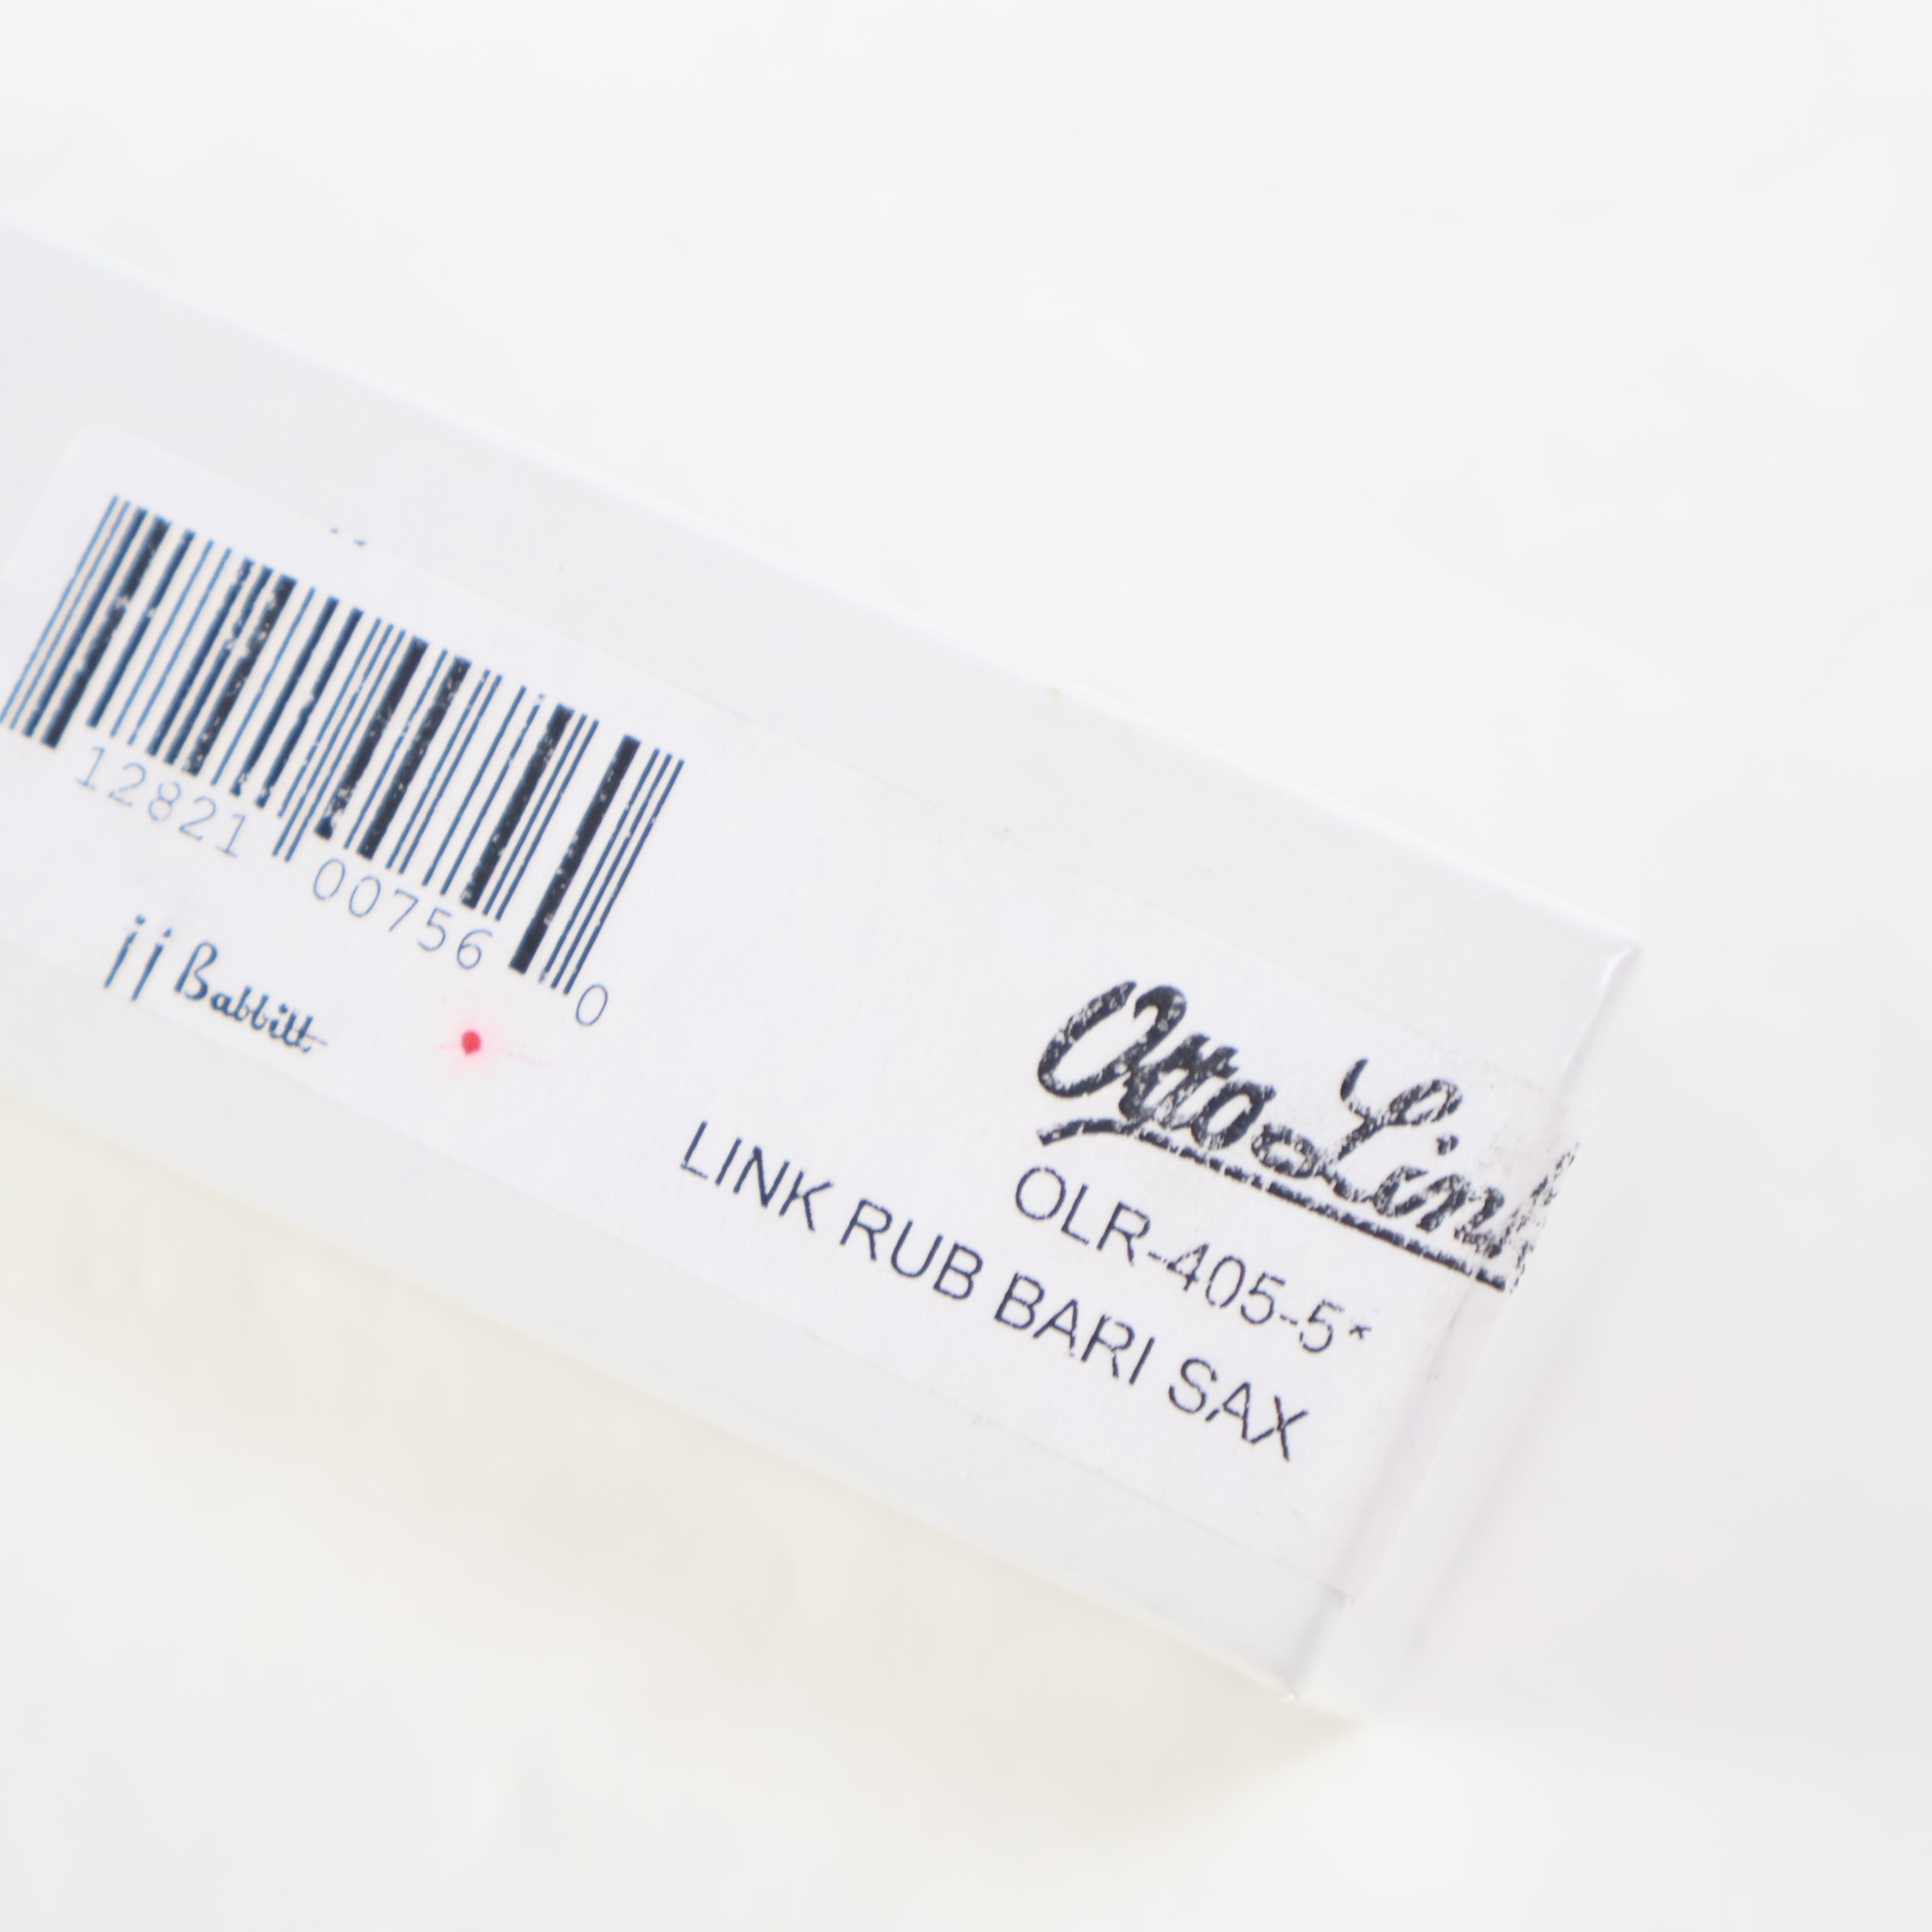 12821 00756 0
jj Babbitt
Otto Link
OLR-405-5*
LINK RUB BARI SAX